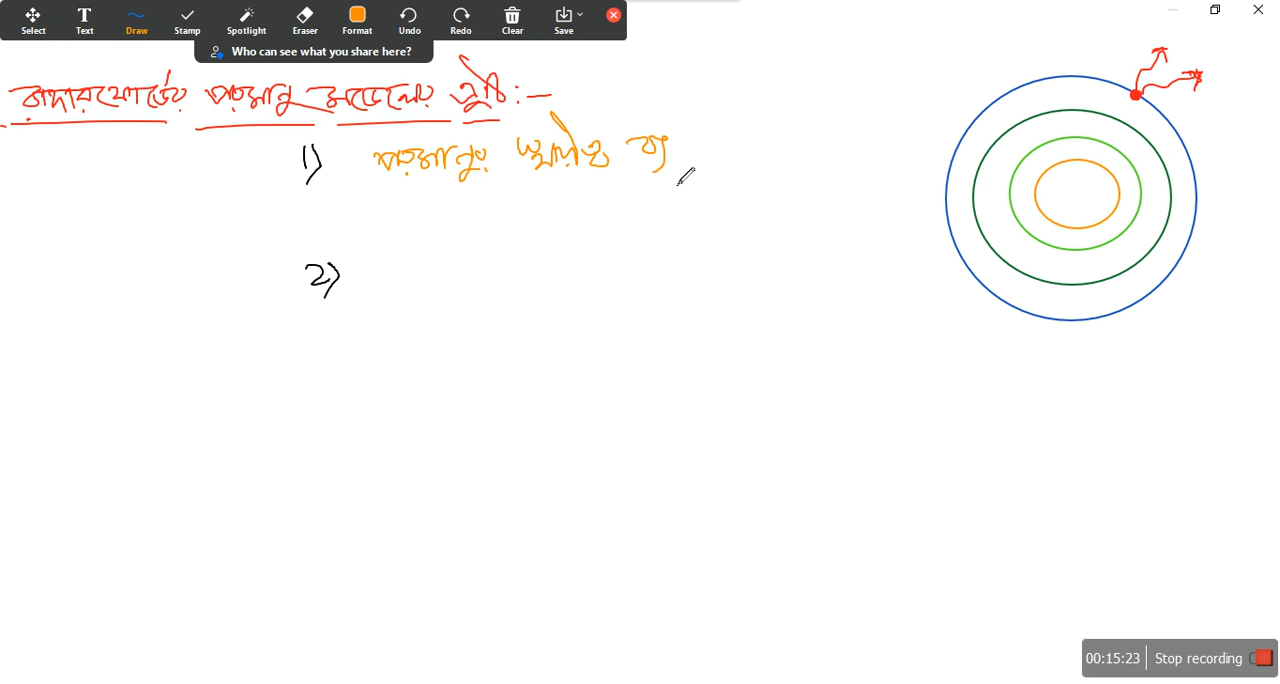 Select Text Draw Stamp Spotlight Eraser Format Undo Redo Clear Save
Who can see what you share here?
রাদারফোর্ডের পরমানু মডেলের ত্রুটি :-
1) পরমানুর স্থায়ীত্ব ব্য
2)
00:15:23 Stop recording